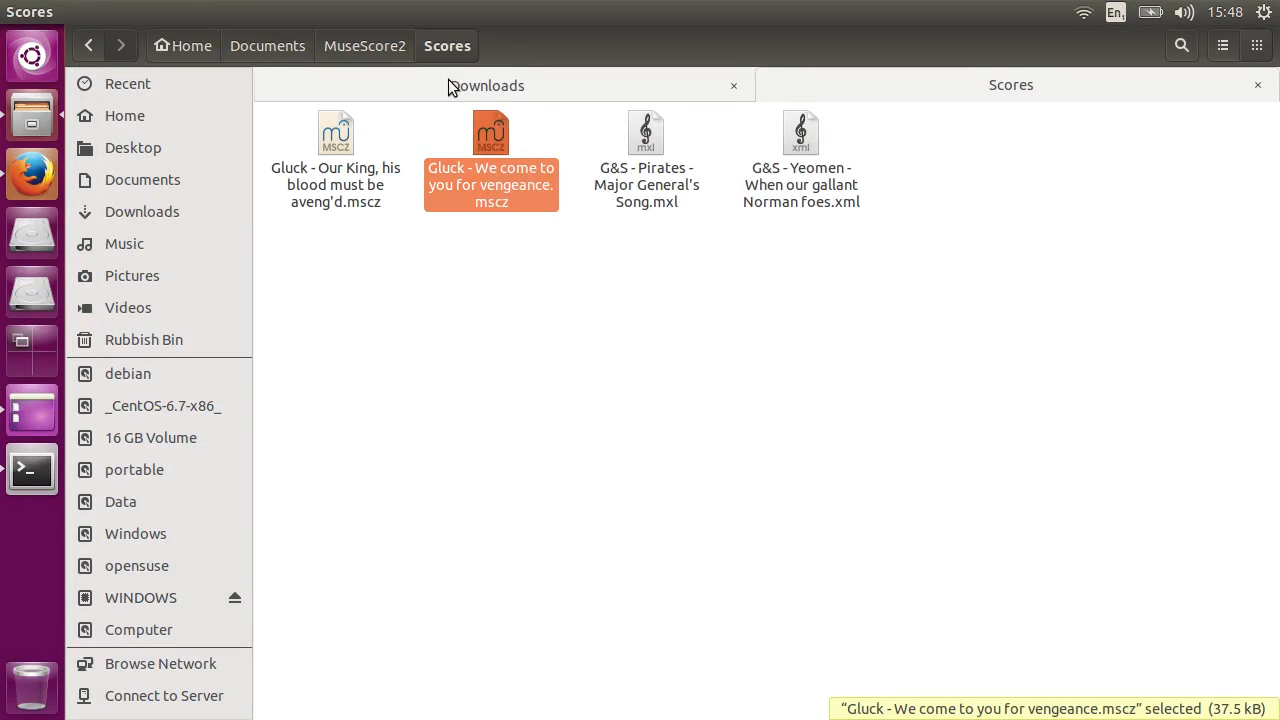 Scores
En1
15:48
Home
Documents
MuseScore2
Scores
Recent
Home
Desktop
Documents
Downloads
Music
Pictures
Videos
Rubbish Bin
debian
_CentOS-6.7-x86_
16 GB Volume
portable
Data
Windows
opensuse
WINDOWS
Computer
Browse Network
Connect to Server
Downloads
×
Scores
×
MSCZ
Gluck - Our King, his
blood must be
aveng'd.mscz
MSCZ
Gluck - We come to
you for vengeance.
mscz
mxl
G&S - Pirates -
Major General's
Song.mxl
xml
G&S - Yeomen -
When our gallant
Norman foes.xml
>_
“Gluck - We come to you for vengeance.mscz” selected (37.5 kB)